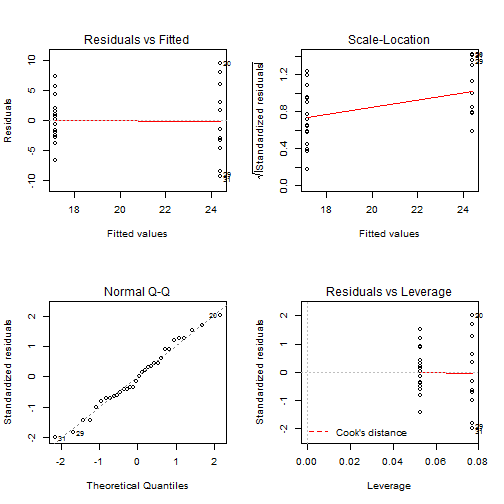 Residuals vs Fitted
Residuals
10
5
0
-5
-10
20
29
31
18 20 22 24
Fitted values
Scale-Location
√|Standardized residuals|
1.2
0.8
0.4
0.0
18 20 22 24
Fitted values
Normal Q-Q
Standardized residuals
2
1
0
-1
-2
20
29
31
-2 -1 0 1 2
Theoretical Quantiles
Residuals vs Leverage
Standardized residuals
2
1
0
-1
-2
20
29
31
Cook's distance
0.00 0.02 0.04 0.06 0.08
Leverage